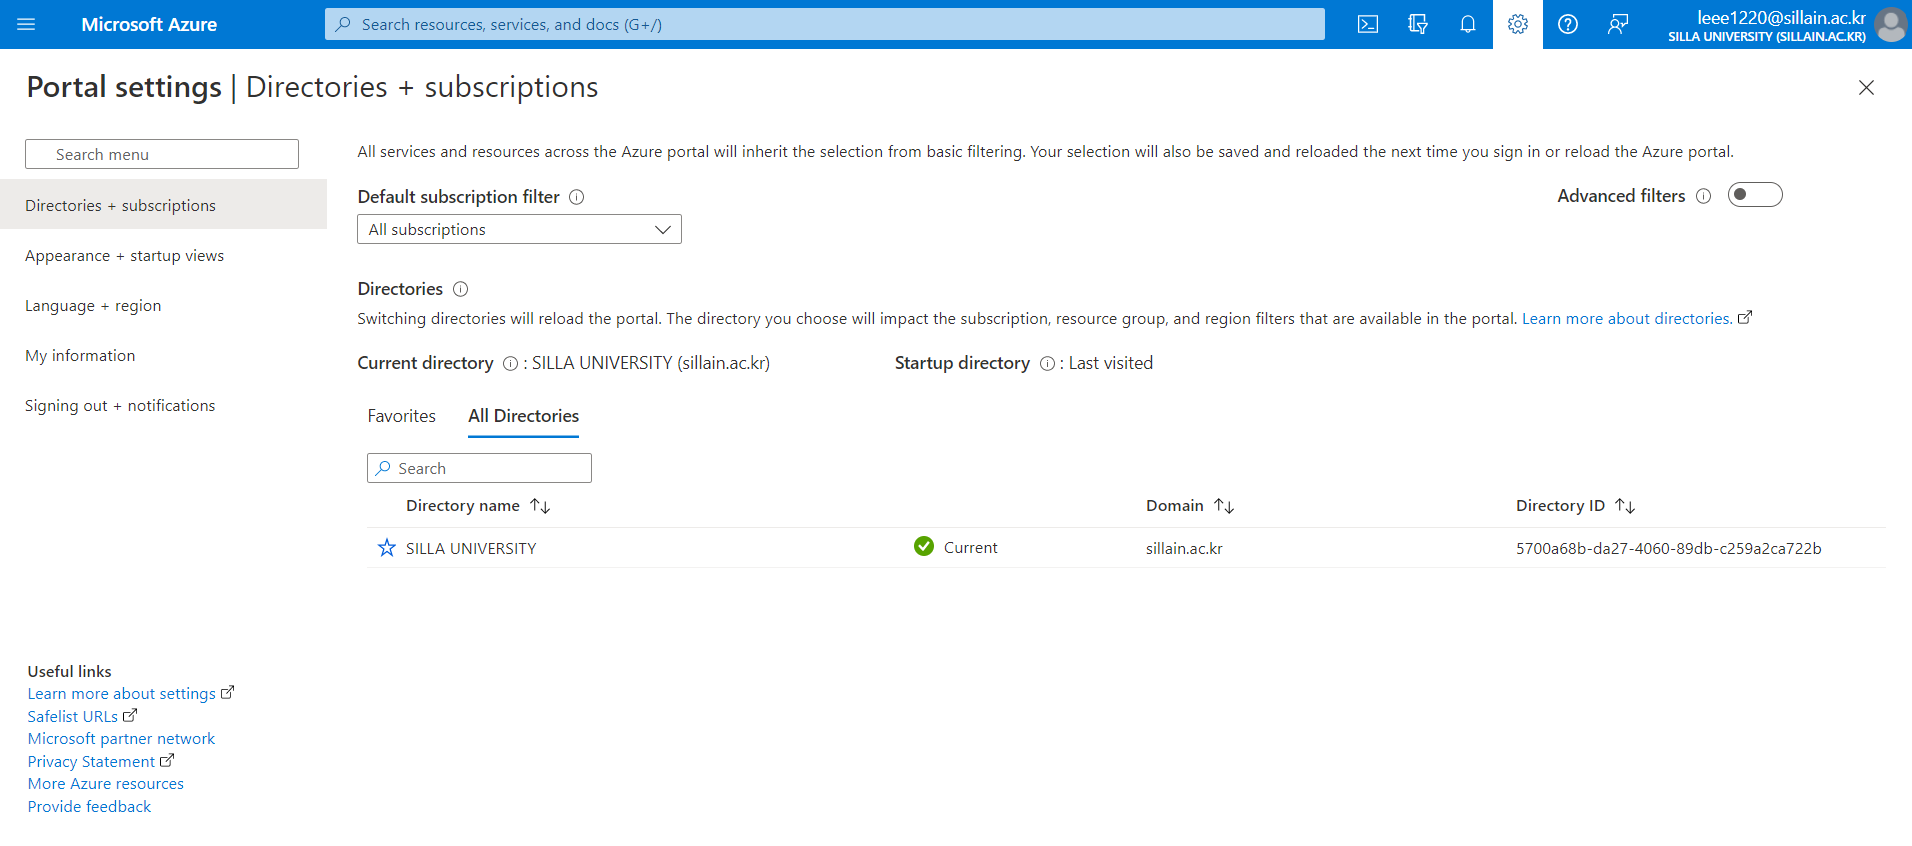 Microsoft Azure
Search resources, services, and docs (G+/)
leee1220@sillain.ac.kr
SILLA UNIVERSITY (SILLAIN.AC.KR)
Portal settings | Directories + subscriptions
Search menu
Directories + subscriptions
Appearance + startup views
Language + region
My information
Signing out + notifications
All services and resources across the Azure portal will inherit the selection from basic filtering. Your selection will also be saved and reloaded the next time you sign in or reload the Azure portal.
Default subscription filter
Advanced filters
All subscriptions
Directories
Switching directories will reload the portal. The directory you choose will impact the subscription, resource group, and region filters that are available in the portal. Learn more about directories.
Current directory : SILLA UNIVERSITY (sillain.ac.kr) Startup directory : Last visited
Favorites All Directories
Search
Directory name Domain Directory ID
SILLA UNIVERSITY Current sillain.ac.kr 5700a68b-da27-4060-89db-c259a2ca722b
Useful links
Learn more about settings
Safelist URLs
Microsoft partner network
Privacy Statement
More Azure resources
Provide feedback